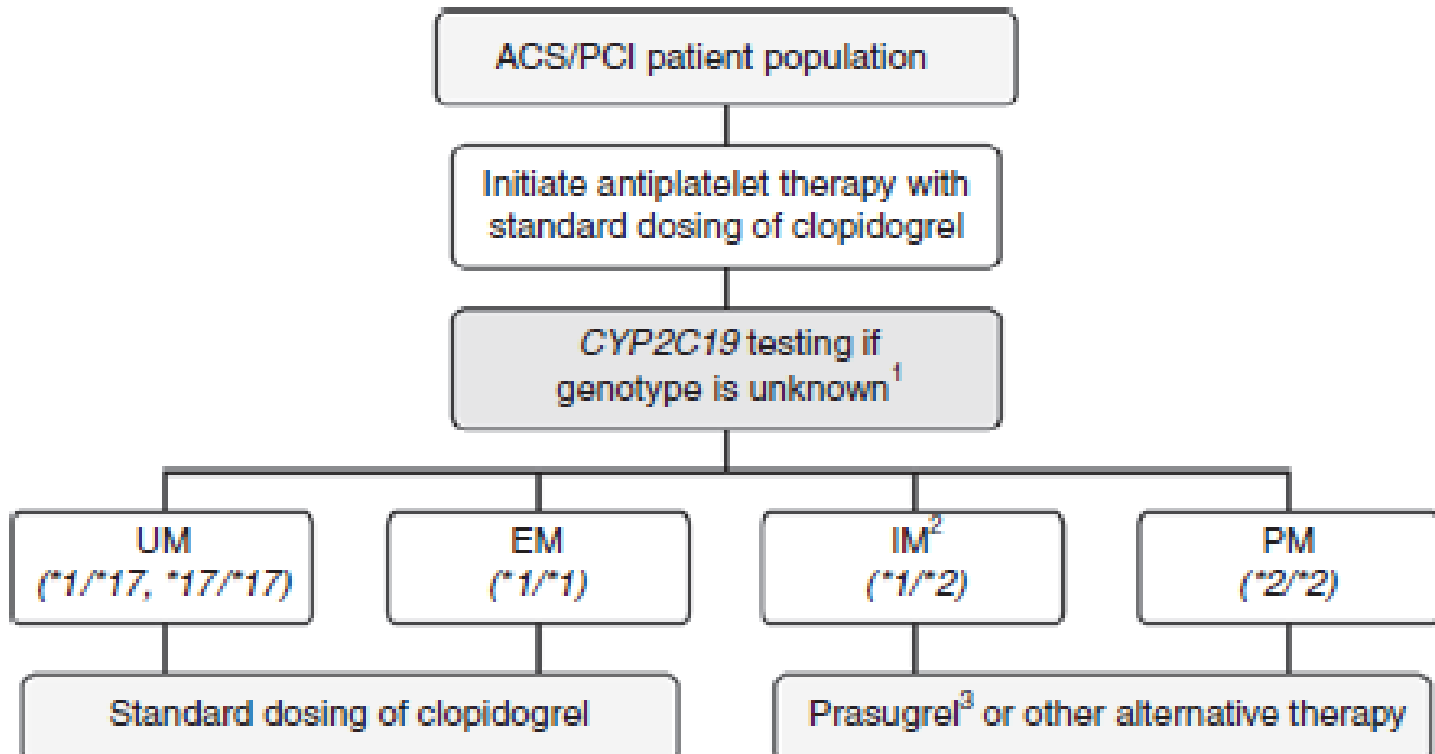 ACS/PCI patient population
Initiate antiplatelet therapy with
standard dosing of clopidogrel
CYP2C19 testing if
genotype is unknown¹
UM
(*1/*17, *17/*17)
EM
(*1/*1)
IM²
(*1/*2)
PM
(*2/*2)
Standard dosing of clopidogrel
Prasugrel³ or other alternative therapy